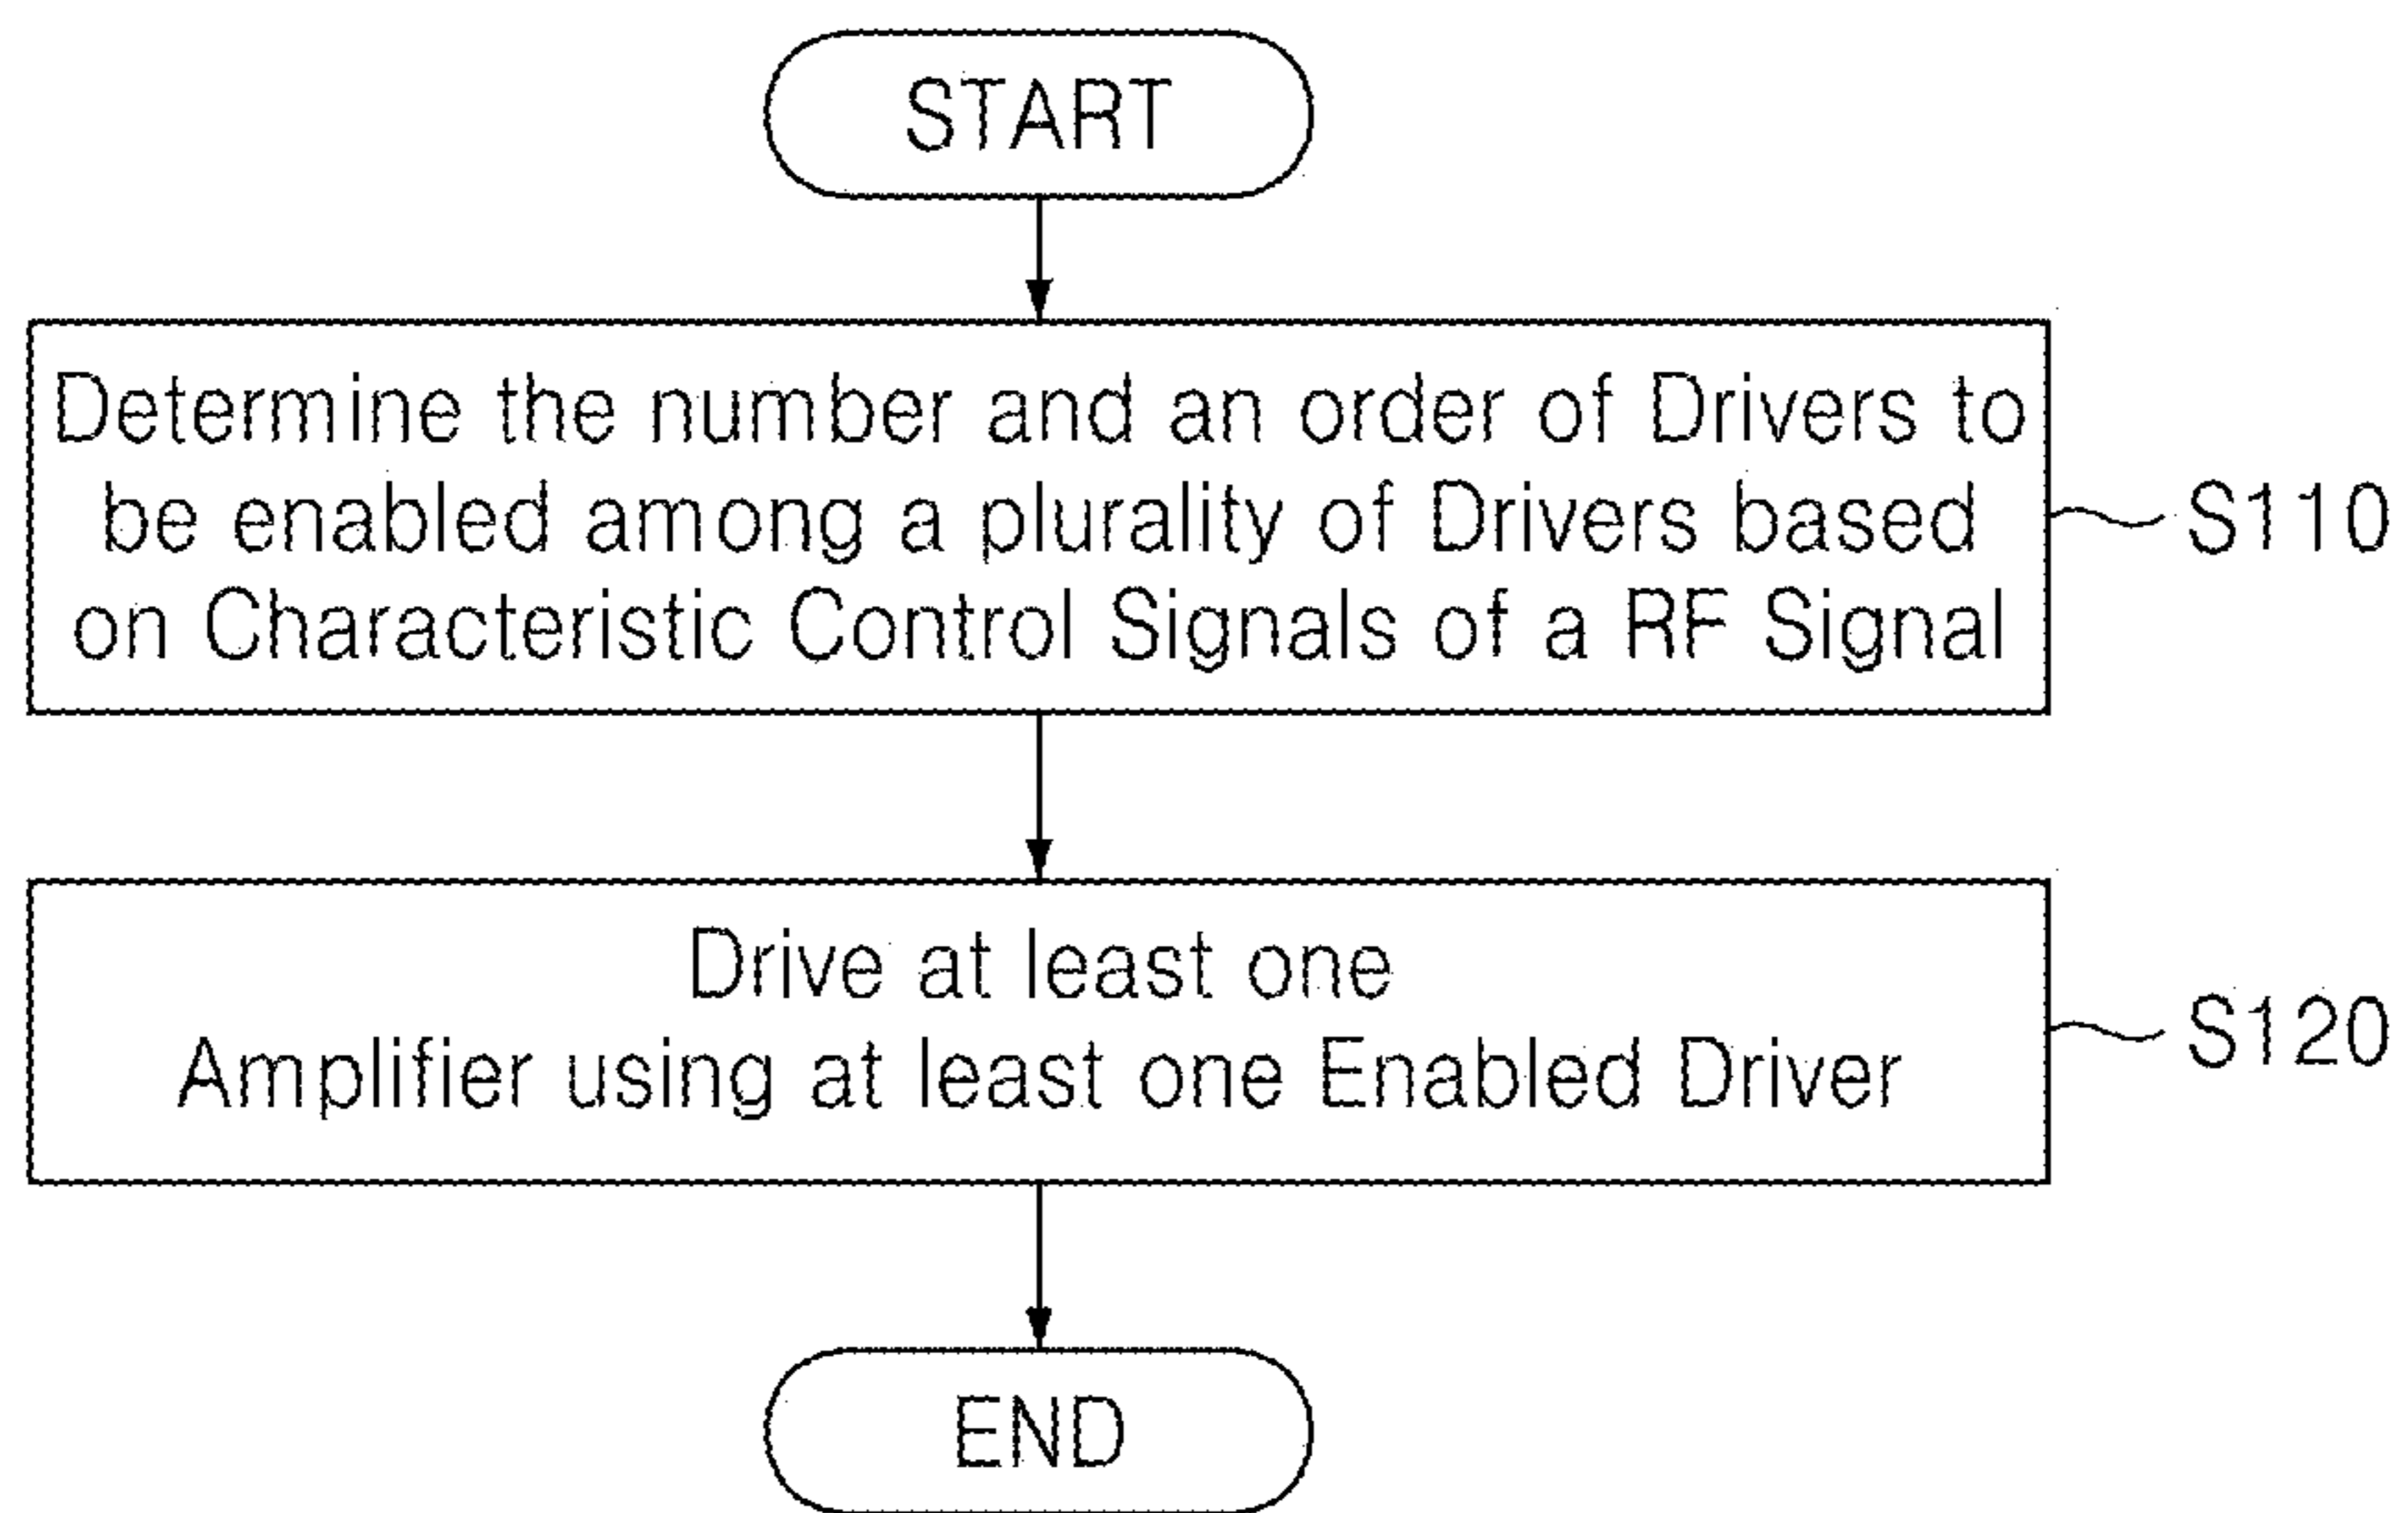 START
Determine the number and an order of Drivers to
be enabled among a plurality of Drivers based
on Characteristic Control Signals of a RF Signal
S110
Drive at least one
Amplifier using at least one Enabled Driver
S120
END